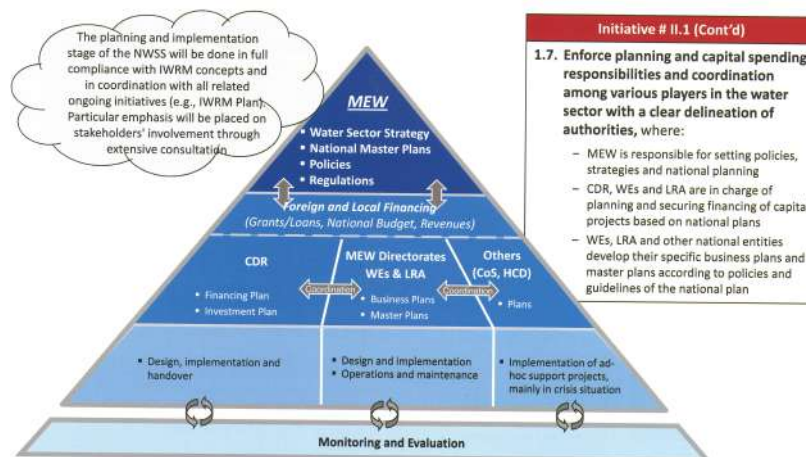 The planning and implementation
stage of the NWSS will be done in full
compliance with IWRM concepts and
in coordination with all related
ongoing initiatives (e.g., IWRM Plan).
Particular emphasis will be placed on
stakeholders' involvement through
extensive consultation
MEW
▪ Water Sector Strategy
▪ National Master Plans
▪ Policies
▪ Regulations
Foreign and Local Financing
(Grants/Loans, National Budget, Revenues)
CDR
▪ Financing Plan
▪ Investment Plan
Coordination
MEW Directorates
WEs & LRA
▪ Business Plans
▪ Master Plans
Coordination
Others
(CoS, HCD)
▪ Plans
▪ Design, implementation and
handover
▪ Design and implementation
▪ Operations and maintenance
▪ Implementation of ad-
hoc support projects,
mainly in crisis situation
Monitoring and Evaluation
Initiative # II.1 (Cont'd)
1.7. Enforce planning and capital spending
responsibilities and coordination
among various players in the water
sector with a clear delineation of
authorities, where:
– MEW is responsible for setting policies,
strategies and national planning
– CDR, WEs and LRA are in charge of
planning and securing financing of capital
projects based on national plans
– WEs, LRA and other national entities
develop their specific business plans and
master plans according to policies and
guidelines of the national plan